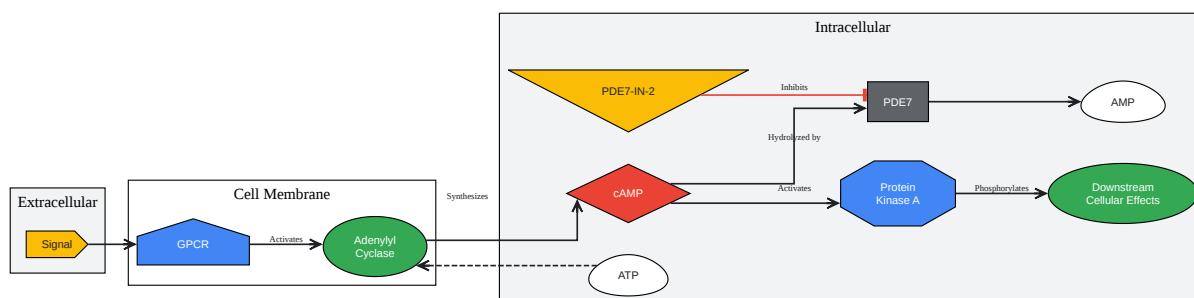 Intracellular
PDE7-IN-2
Inhibits
PDE7
AMP
Hydrolyzed by
Extracellular
Signal
Cell Membrane
GPCR
Activates
Adenylyl
Cyclase
Synthesizes
cAMP
Activates
Protein
Kinase A
Phosphorylates
Downstream
Cellular Effects
ATP